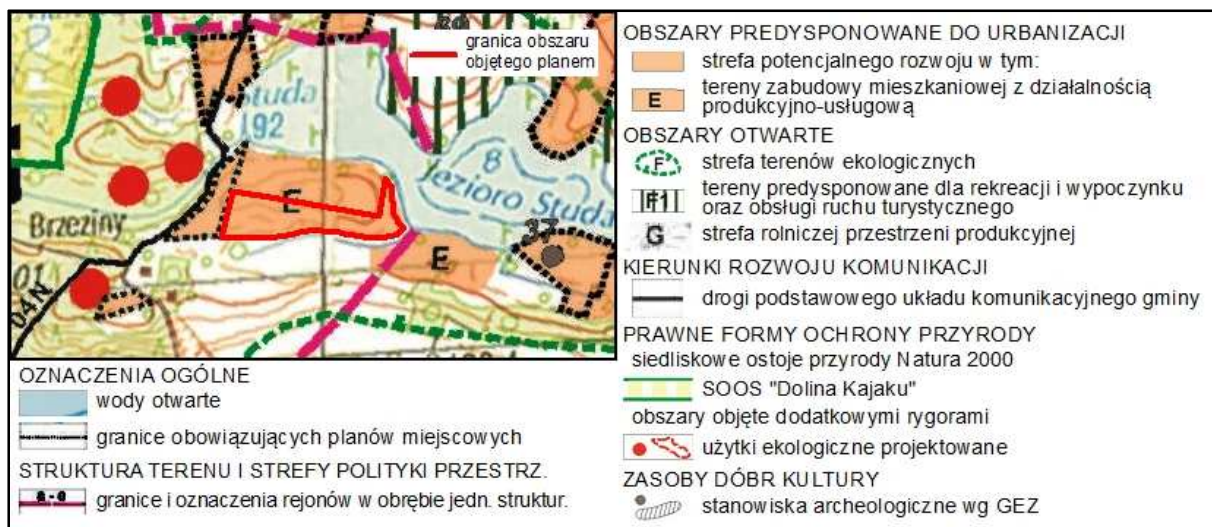 granica obszaru
objętego planem
Studa
192
E
8
Jezioro Studa
Brzeziny
37
E
01
04N
OZNACZENIA OGÓLNE
wody otwarte
granice obowiązujących planów miejscowych
STRUKTURA TERENU I STREFY POLITYKI PRZESTRZ.
granice i oznaczenia rejonów w obrębie jedn. struktur.
OBSZARY PREDYSPONOWANE DO URBANIZACJI
strefa potencjalnego rozwoju w tym:
E tereny zabudowy mieszkaniowej z działalnością
produkcyjno-usługową
OBSZARY OTWARTE
F strefa terenów ekologicznych
tereny predysponowane dla rekreacji i wypoczynku
oraz obsługi ruchu turystycznego
G strefa rolniczej przestrzeni produkcyjnej
KIERUNKI ROZWOJU KOMUNIKACJI
drogi podstawowego układu komunikacyjnego gminy
PRAWNE FORMY OCHRONY PRZYRODY
siedliskowe ostoje przyrody Natura 2000
SOOS "Dolina Kajaku"
obszary objęte dodatkowymi rygorami
użytki ekologiczne projektowane
ZASOBY DÓBR KULTURY
stanowiska archeologiczne wg GEZ